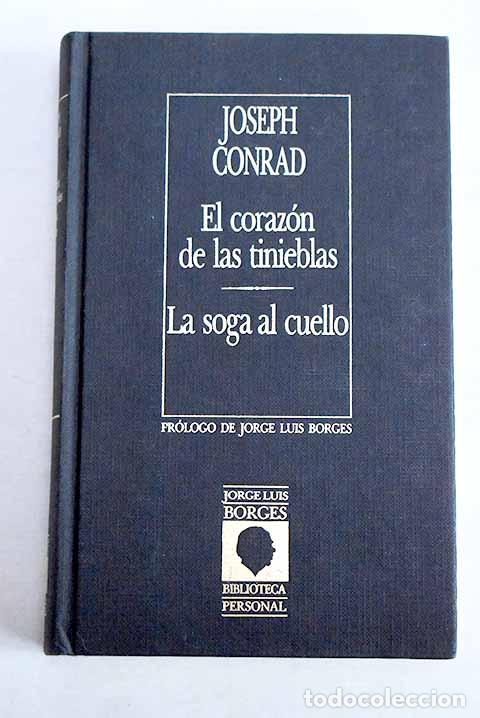 JOSEPH
CONRAD
El corazón
de las tinieblas
La soga al cuello
PRÓLOGO DE JORGE LUIS BORGES
JORGE LUIS
BORGES
BIBLIOTECA
PERSONAL
todocoleccion